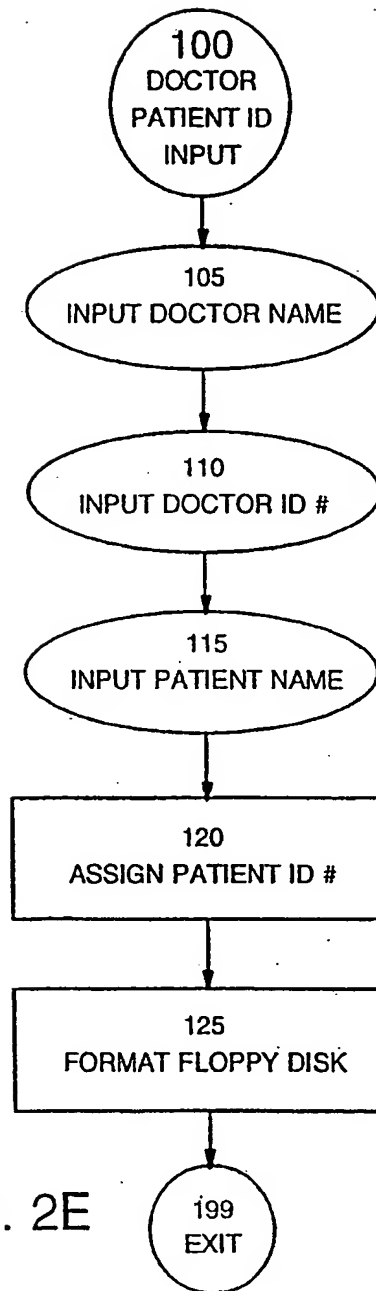 100
DOCTOR
PATIENT ID
INPUT
105
INPUT DOCTOR NAME
110
INPUT DOCTOR ID #
115
INPUT PATIENT NAME
120
ASSIGN PATIENT ID #
125
FORMAT FLOPPY DISK
. 2E
199
EXIT